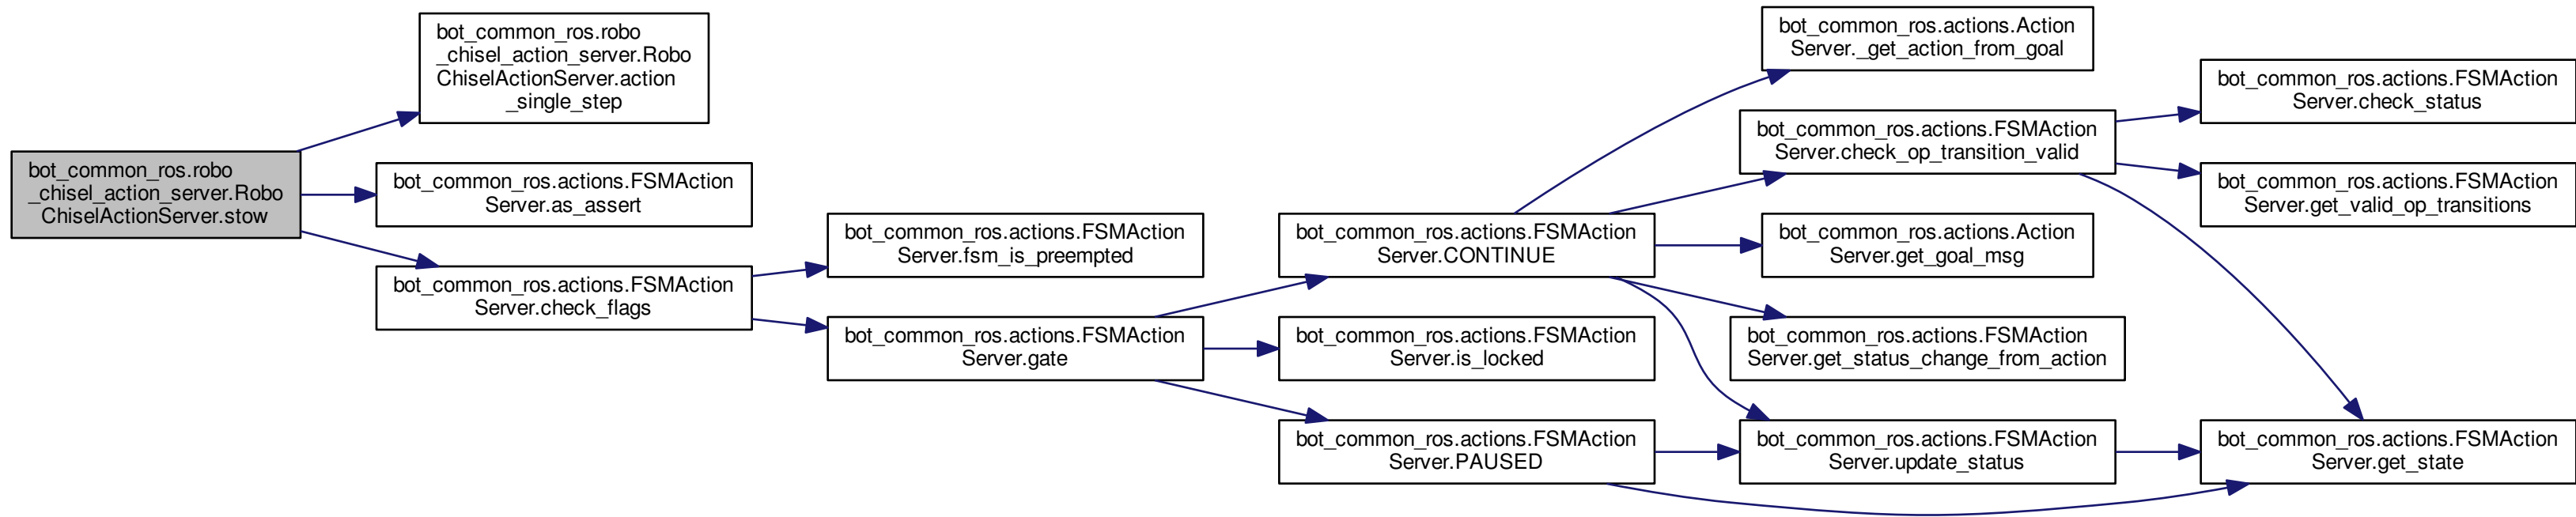 bot_common_ros.robo
_chisel_action_server.Robo
ChiselActionServer.stow
bot_common_ros.robo
_chisel_action_server.Robo
ChiselActionServer.action
_single_step
bot_common_ros.actions.FSMAction
Server.as_assert
bot_common_ros.actions.FSMAction
Server.check_flags
bot_common_ros.actions.FSMAction
Server.fsm_is_preempted
bot_common_ros.actions.FSMAction
Server.gate
bot_common_ros.actions.FSMAction
Server.CONTINUE
bot_common_ros.actions.FSMAction
Server.is_locked
bot_common_ros.actions.FSMAction
Server.PAUSED
bot_common_ros.actions.Action
Server._get_action_from_goal
bot_common_ros.actions.FSMAction
Server.check_op_transition_valid
bot_common_ros.actions.Action
Server.get_goal_msg
bot_common_ros.actions.FSMAction
Server.get_status_change_from_action
bot_common_ros.actions.FSMAction
Server.update_status
bot_common_ros.actions.FSMAction
Server.check_status
bot_common_ros.actions.FSMAction
Server.get_valid_op_transitions
bot_common_ros.actions.FSMAction
Server.get_state